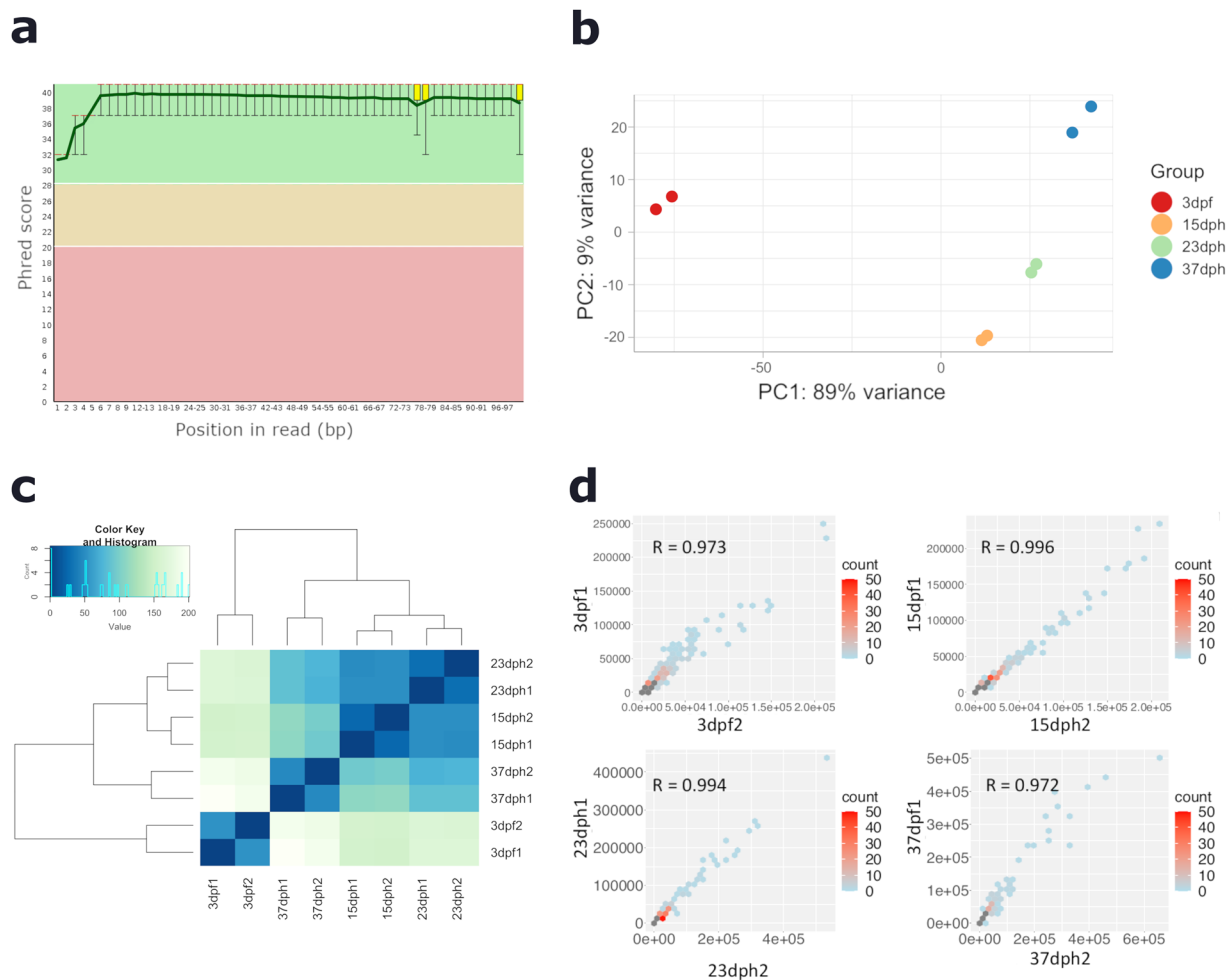 a
40
38
36
34
32
30
28
26
24
22
20
18
16
14
12
10
8
6
4
2
0
Phred score
1 2 3 4 5 6 7 8 9 12-13 18-19 24-25 30-31 36-37 42-43 48-49 54-55 60-61 66-67 72-73 78-79 84-85 90-91 96-97
Position in read (bp)
b
20
10
0
-10
-20
PC2: 9% variance
-50 0
PC1: 89% variance
Group
3dpf
15dph
23dph
37dph
c
Color Key
and Histogram
Count
0 4 8
0 50 100 150 200
Value
23dph2
23dph1
15dph2
15dph1
37dph2
37dph1
3dpf2
3dpf1
3dpf1 3dpf2 37dph1 37dph2 15dph1 15dph2 23dph1 23dph2
d
R = 0.973
3dpf1
250000
200000
150000
100000
50000
0
0.0e+00 5.0e+04 1.0e+05 1.5e+05 2.0e+05
3dpf2
count
50
40
30
20
10
0
R = 0.996
15dpf1
200000
150000
100000
50000
0
0.0e+00 5.0e+04 1.0e+05 1.5e+05 2.0e+05
15dph2
count
50
40
30
20
10
0
R = 0.994
23dph1
400000
300000
200000
100000
0
0e+00 2e+05 4e+05
23dph2
count
50
40
30
20
10
0
R = 0.972
37dpf1
5e+05
4e+05
3e+05
2e+05
1e+05
0e+00
0e+00 2e+05 4e+05 6e+05
37dph2
count
50
40
30
20
10
0